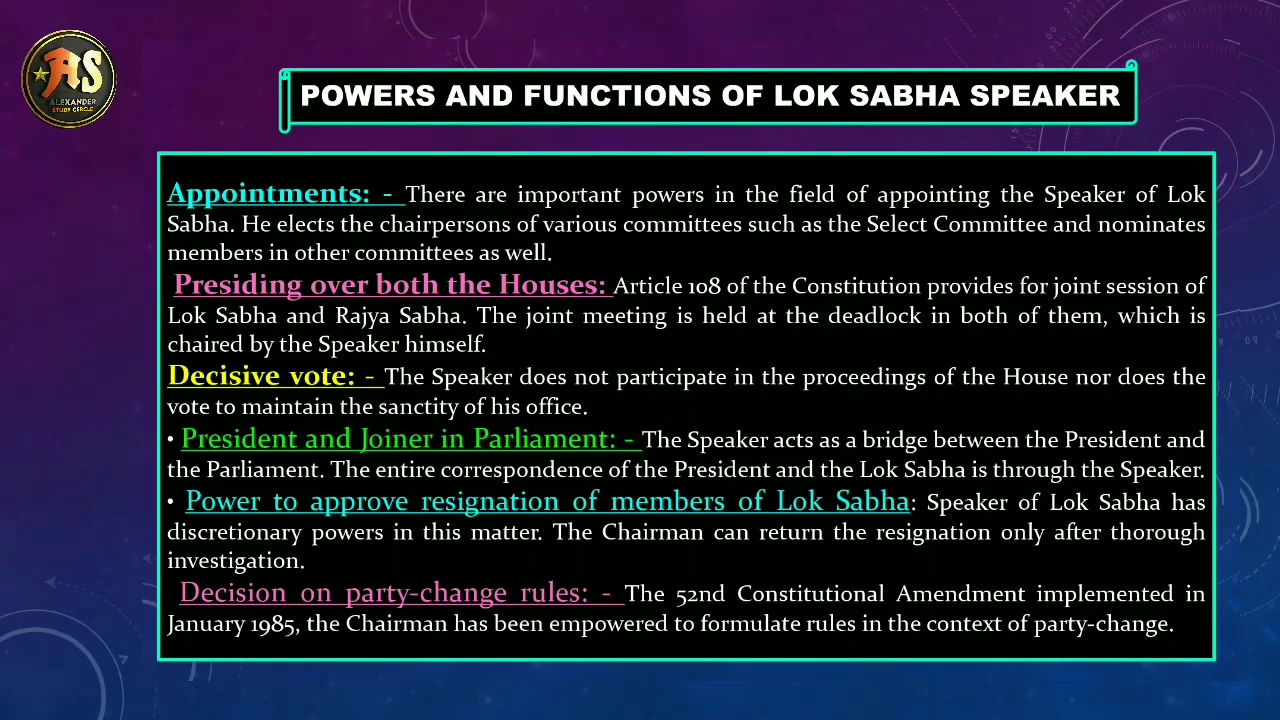 AS
ALEXANDER
STUDY CERCLE
POWERS AND FUNCTIONS OF LOK SABHA SPEAKER
Appointments: - There are important powers in the field of appointing the Speaker of Lok
Sabha. He elects the chairpersons of various committees such as the Select Committee and nominates
members in other committees as well.
Presiding over both the Houses: Article 108 of the Constitution provides for joint session of
Lok Sabha and Rajya Sabha. The joint meeting is held at the deadlock in both of them, which is
chaired by the Speaker himself.
Decisive vote: - The Speaker does not participate in the proceedings of the House nor does the
vote to maintain the sanctity of his office.
• President and Joiner in Parliament: - The Speaker acts as a bridge between the President and
the Parliament. The entire correspondence of the President and the Lok Sabha is through the Speaker.
• Power to approve resignation of members of Lok Sabha: Speaker of Lok Sabha has
discretionary powers in this matter. The Chairman can return the resignation only after thorough
investigation.
Decision on party-change rules: - The 52nd Constitutional Amendment implemented in
January 1985, the Chairman has been empowered to formulate rules in the context of party-change.